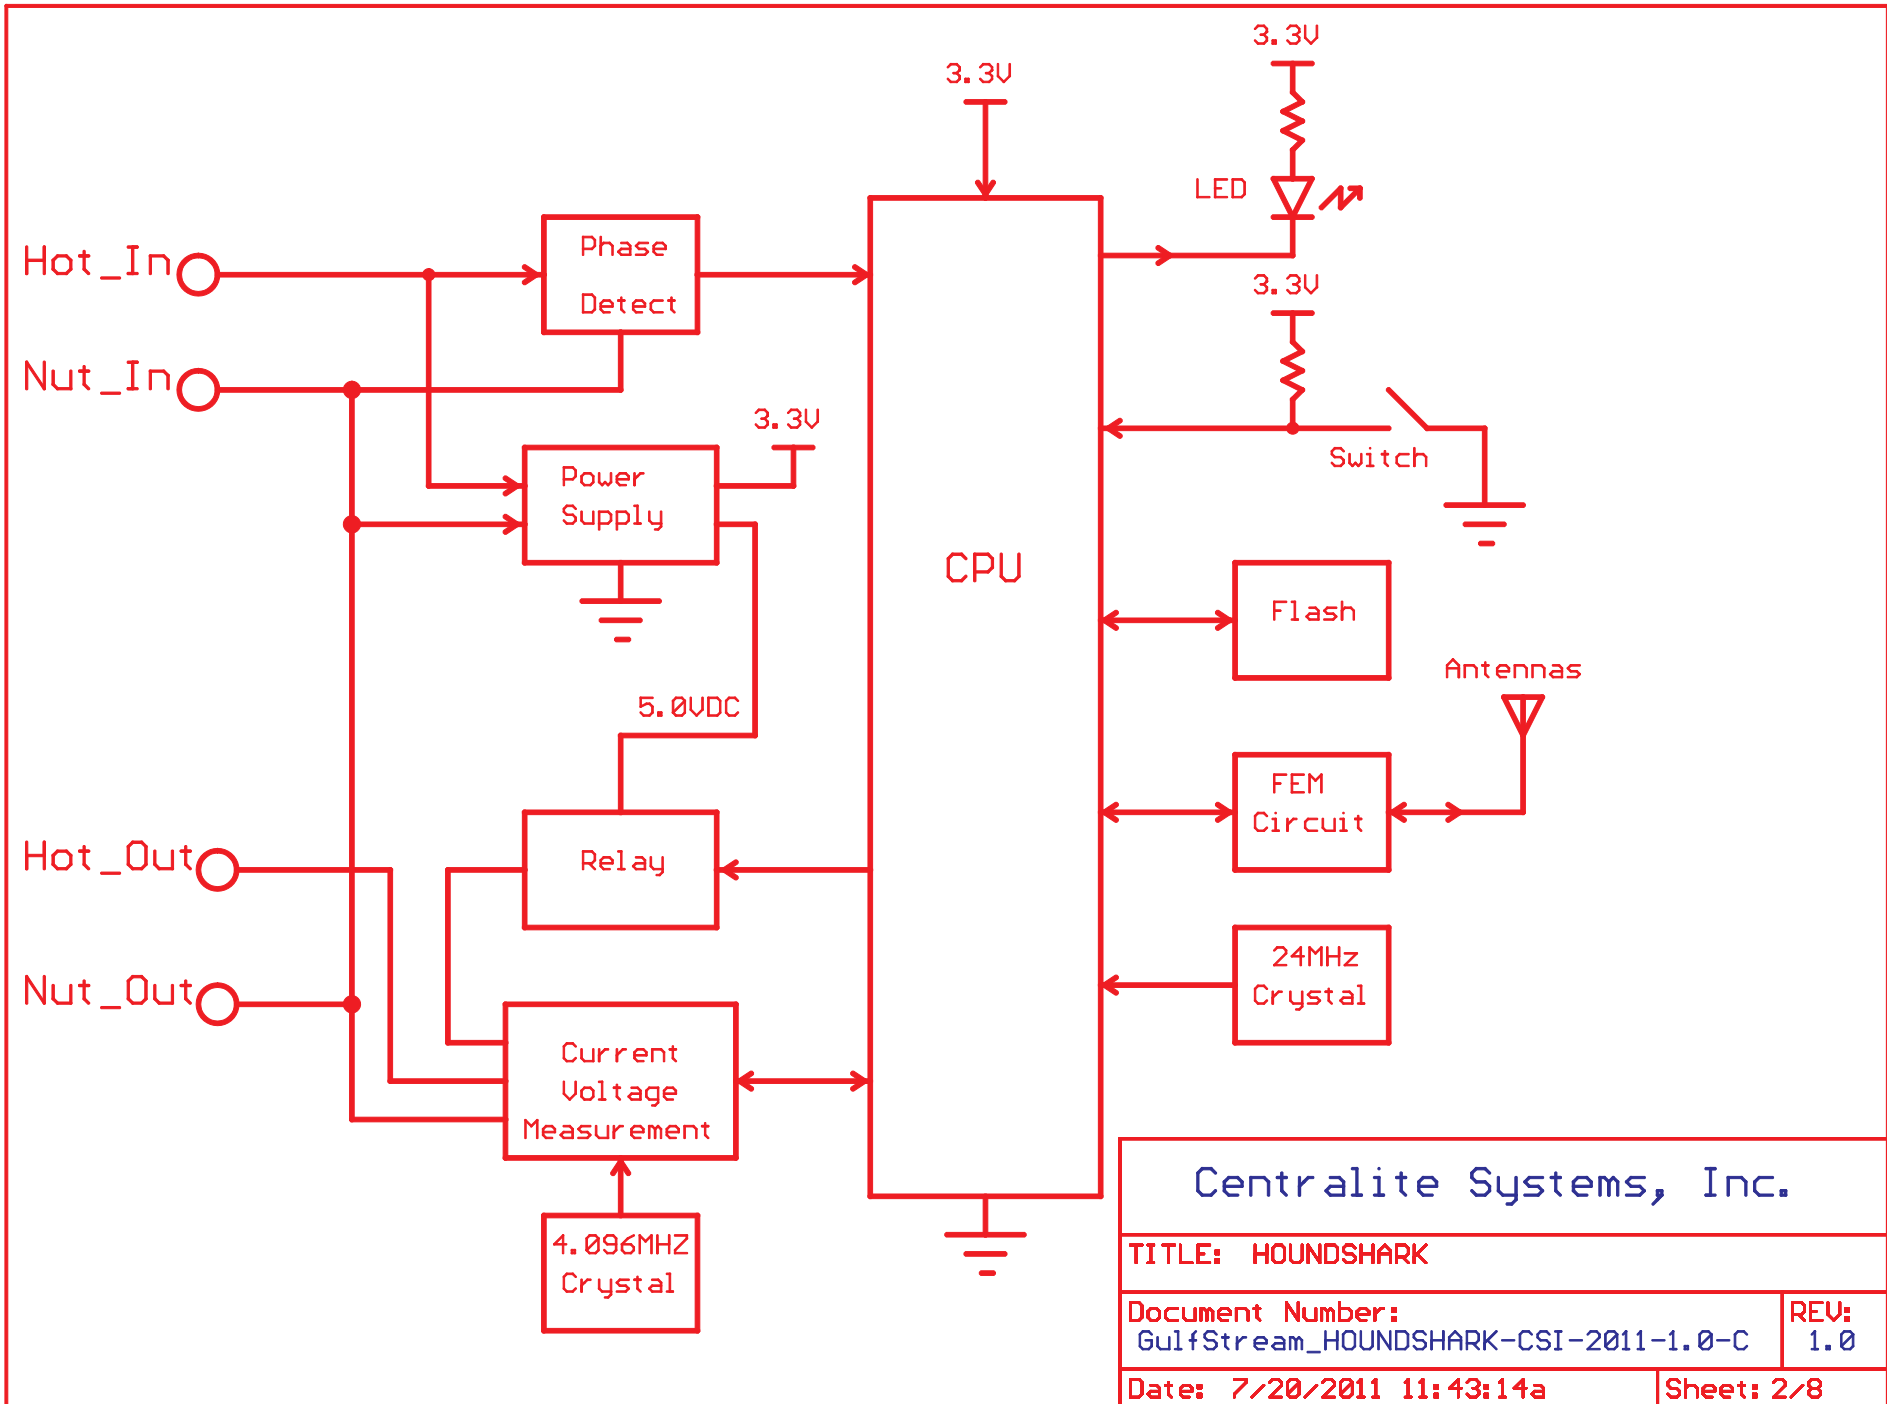 3.3V
3.3V
LED
Phase
Detect
Hot_In
3.3V
Nut_In
3.3V
Switch
Power
Supply
CPU
Flash
Antennas
5.0VDC
FEM
Circuit
Hot_Out
Relay
24MHz
Crystal
Nut_Out
Current
Voltage
Measurement
4.096MHZ
Crystal
Centralite Systems, Inc.
TITLE: HOUNDSHARK
Document Number:
GulfStream_HOUNDSHARK-CSI-2011-1.0-C
REV:
1.0
Date: 7/20/2011 11:43:14a
Sheet: 2/8